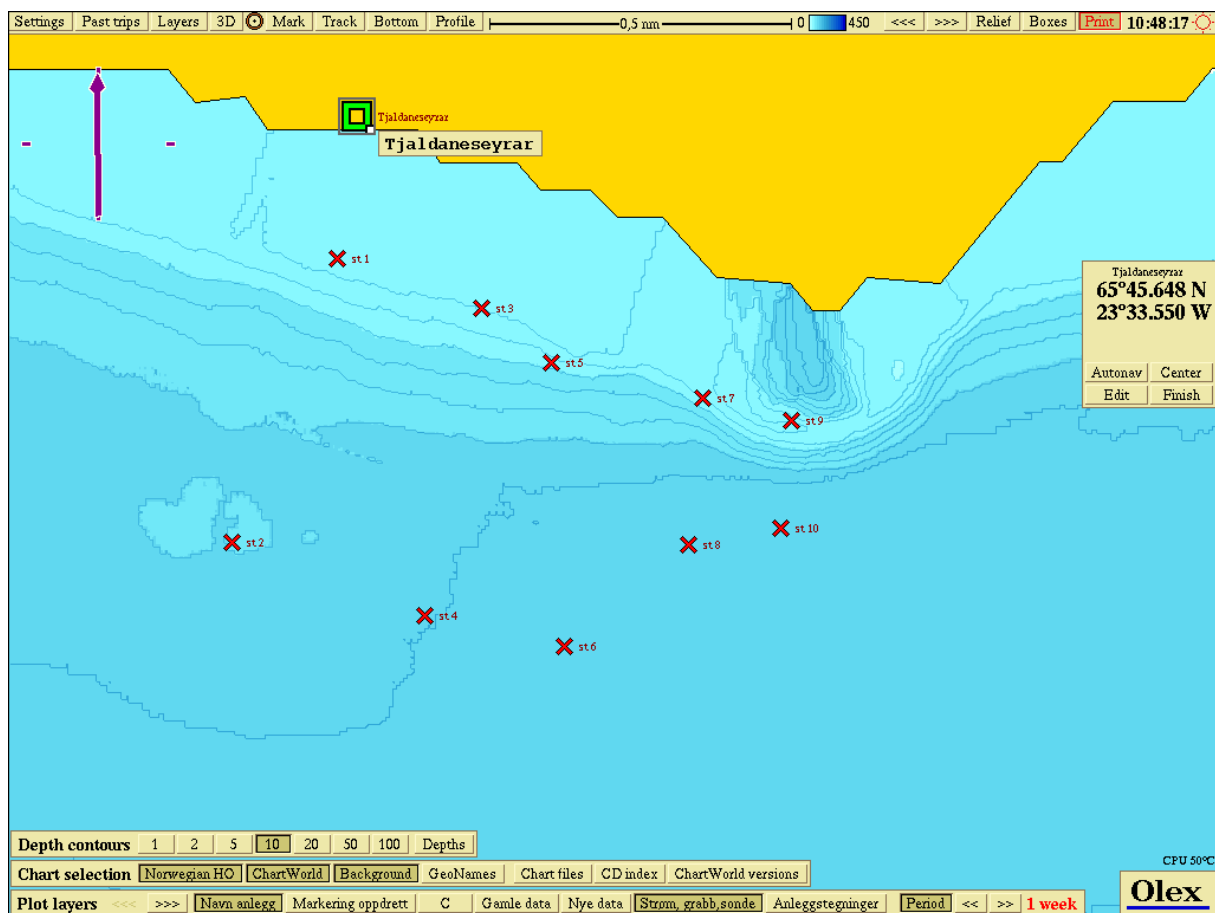 Settings Past trips Layers 3D Mark Track Bottom Profile 0,5 nm 0 450 <<< >>> Relief Boxes Print 10:48:17
Tjaldaneseyrar
Tjaldaneseyrar
st 1
st 3
st 5
st 7
st 9
st 2
st 8
st 10
st 4
st 6
Tjaldaneseyrar
65°45.648 N
23°33.550 W
Autonav Center
Edit Finish
Depth contours 1 2 5 10 20 50 100 Depths
CPU 50°C
Chart selection Norwegian HO ChartWorld Background GeoNames Chart files CD index ChartWorld versions
Plot layers <<< >>> Navn anlegg Markering oppdrett C Gamle data Nye data Strøm, grabb,sonde Anleggstegninger Period << >> 1 week
Olex